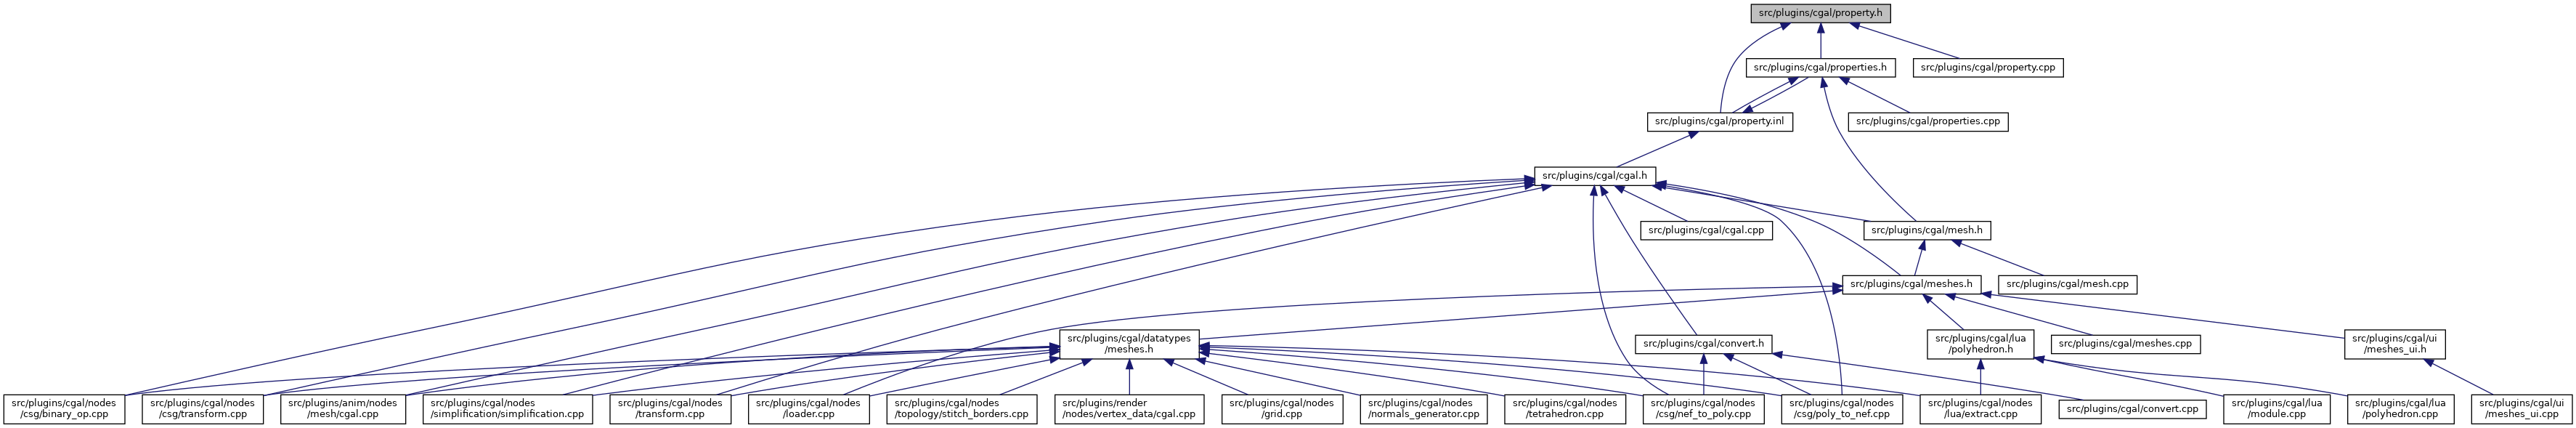 src/plugins/cgal/property.h
src/plugins/cgal/properties.h
src/plugins/cgal/property.cpp
src/plugins/cgal/property.inl
src/plugins/cgal/properties.cpp
src/plugins/cgal/cgal.h
src/plugins/cgal/cgal.cpp
src/plugins/cgal/mesh.h
src/plugins/cgal/meshes.h
src/plugins/cgal/mesh.cpp
src/plugins/cgal/datatypes
/meshes.h
src/plugins/cgal/convert.h
src/plugins/cgal/lua
/polyhedron.h
src/plugins/cgal/meshes.cpp
src/plugins/cgal/ui
/meshes_ui.h
src/plugins/cgal/nodes
/csg/binary_op.cpp
src/plugins/cgal/nodes
/csg/transform.cpp
src/plugins/anim/nodes
/mesh/cgal.cpp
src/plugins/cgal/nodes
/simplification/simplification.cpp
src/plugins/cgal/nodes
/transform.cpp
src/plugins/cgal/nodes
/loader.cpp
src/plugins/cgal/nodes
/topology/stitch_borders.cpp
src/plugins/render
/nodes/vertex_data/cgal.cpp
src/plugins/cgal/nodes
/grid.cpp
src/plugins/cgal/nodes
/normals_generator.cpp
src/plugins/cgal/nodes
/tetrahedron.cpp
src/plugins/cgal/nodes
/csg/nef_to_poly.cpp
src/plugins/cgal/nodes
/csg/poly_to_nef.cpp
src/plugins/cgal/nodes
/lua/extract.cpp
src/plugins/cgal/convert.cpp
src/plugins/cgal/lua
/module.cpp
src/plugins/cgal/lua
/polyhedron.cpp
src/plugins/cgal/ui
/meshes_ui.cpp